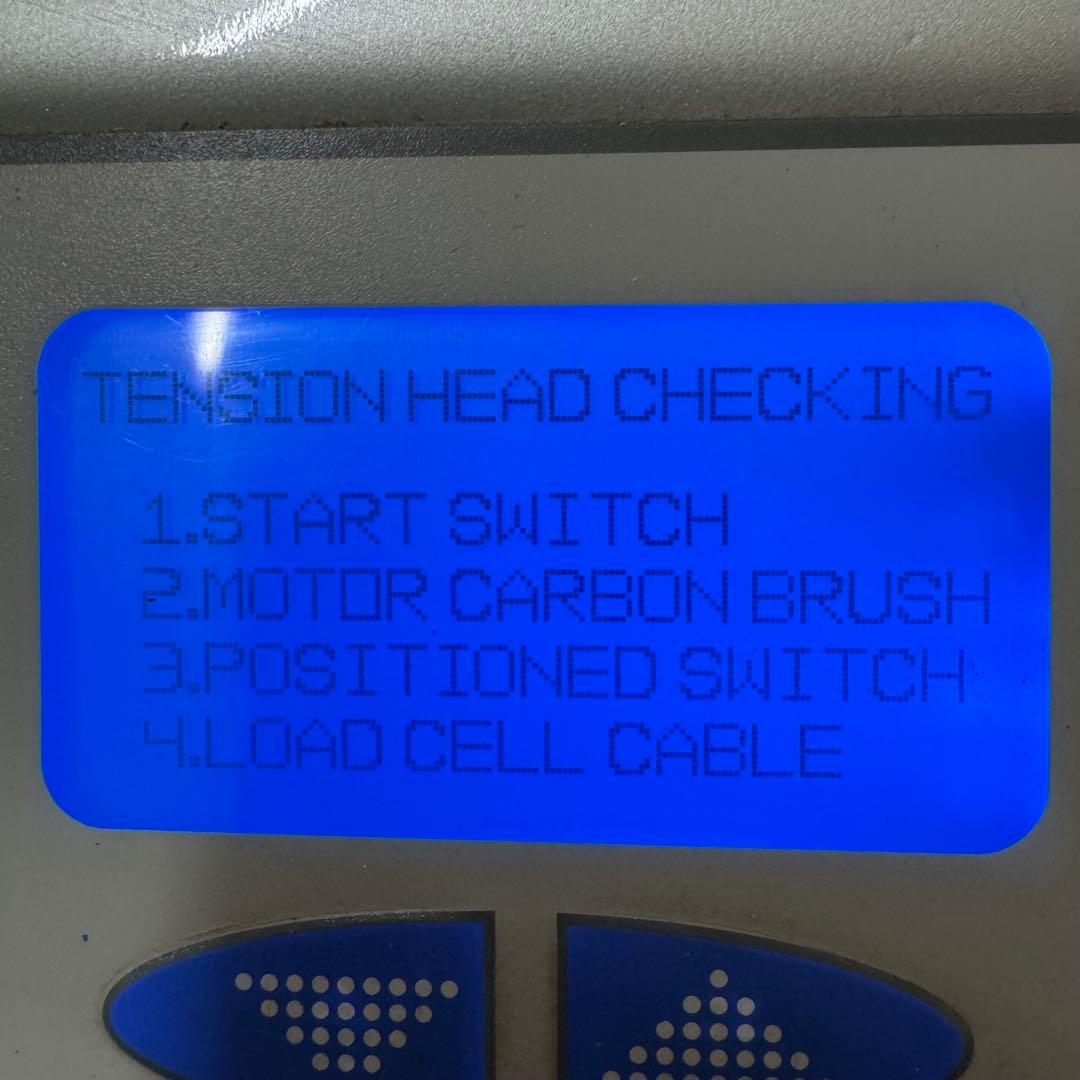 TENSION HEAD CHECKING
1.START SWITCH
2.MOTOR CARBON BRUSH
3.POSITIONED SWITCH
4.LOAD CELL CABLE